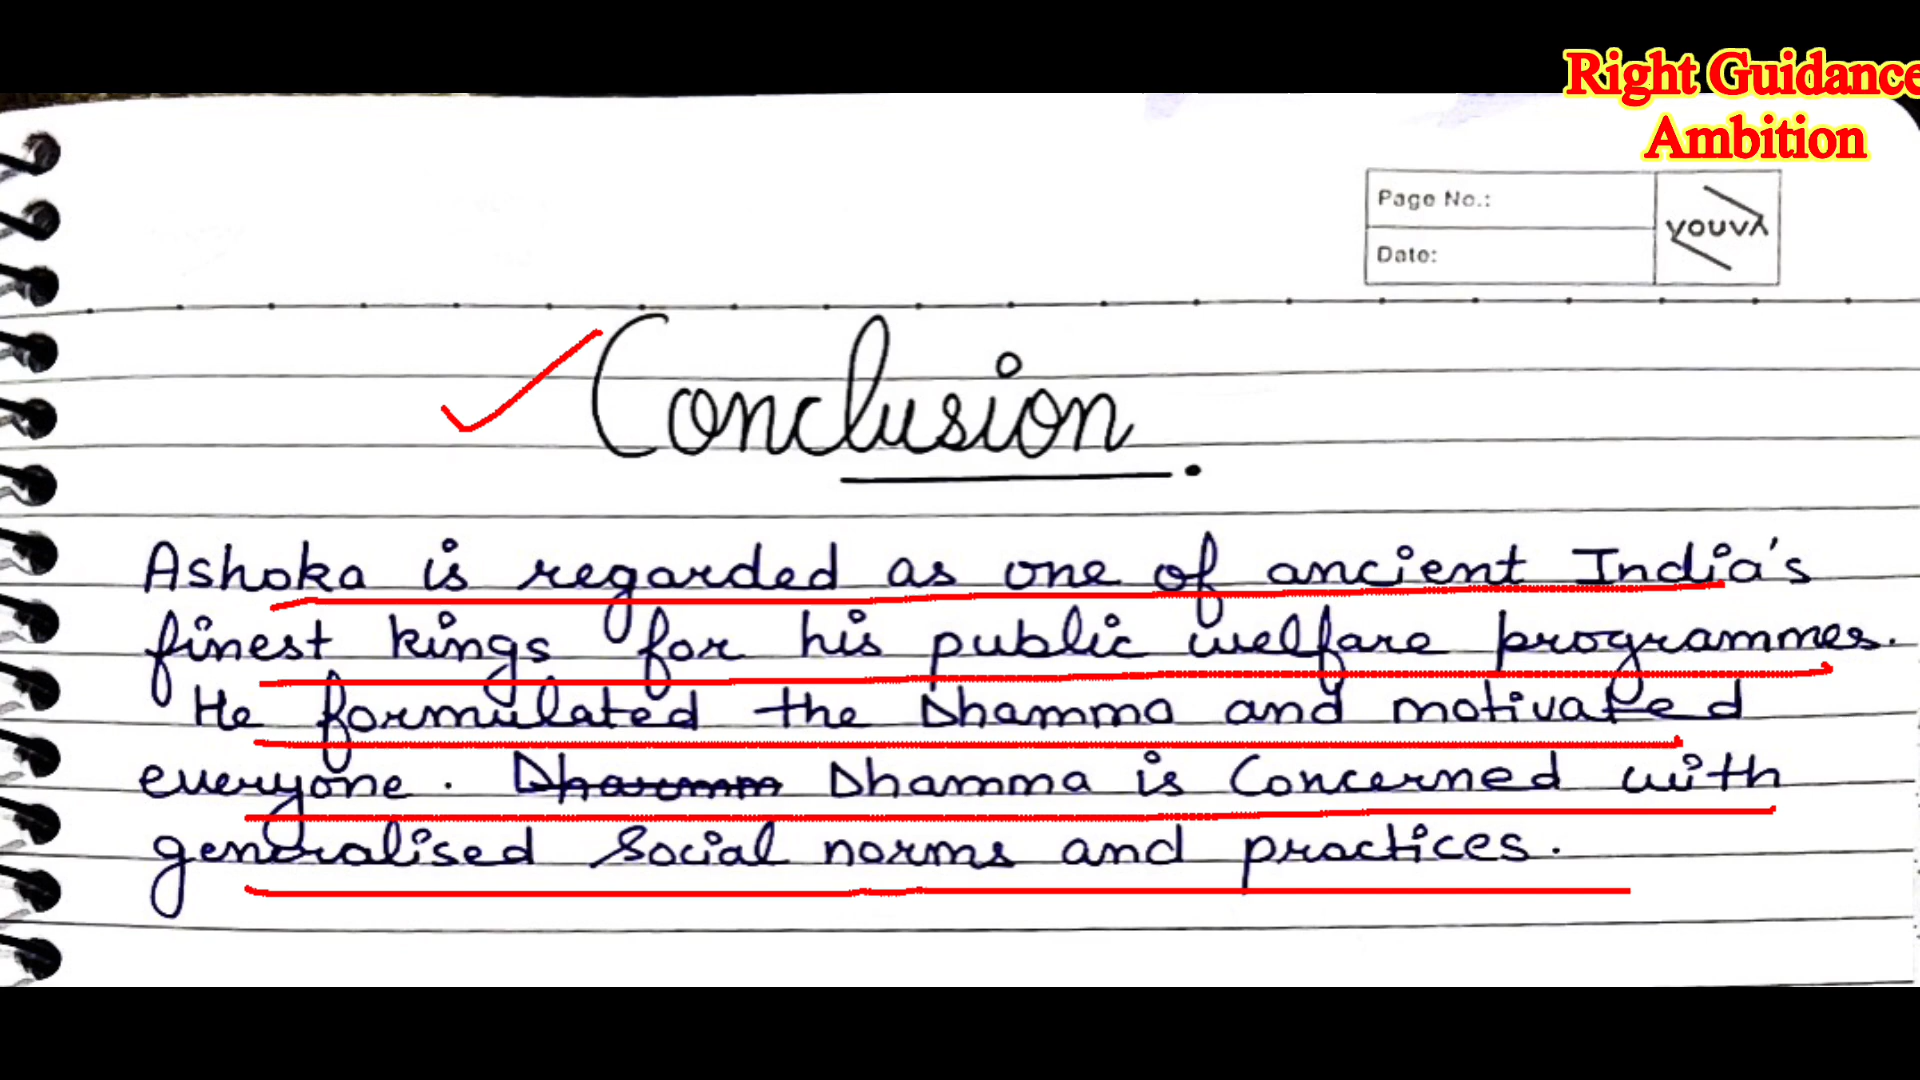 Right Guidance
Ambition
Page No.:
Date:
youva
Conclusion.
Ashoka is regarded as one of ancient India's
finest kings for his public welfare programmes.
He formulated the Dhamma and motivated
everyone. Dharmm Dhamma is Concerned with
generalised Social norms and practices.